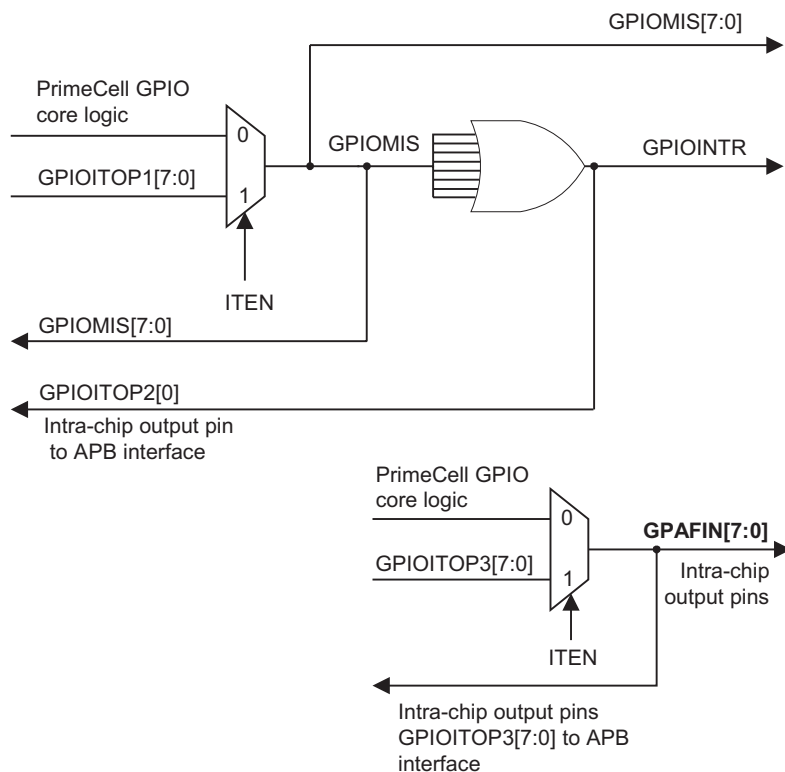 GPIOMIS[7:0]
PrimeCell GPIO
core logic
0
GPIOMIS
GPIOINTR
GPIOITOP1[7:0]
1
ITEN
GPIOMIS[7:0]
GPIOITOP2[0]
Intra-chip output pin
to APB interface
PrimeCell GPIO
core logic
0
GPAFIN[7:0]
GPIOITOP3[7:0]
1
Intra-chip
output pins
ITEN
Intra-chip output pins
GPIOITOP3[7:0] to APB
interface